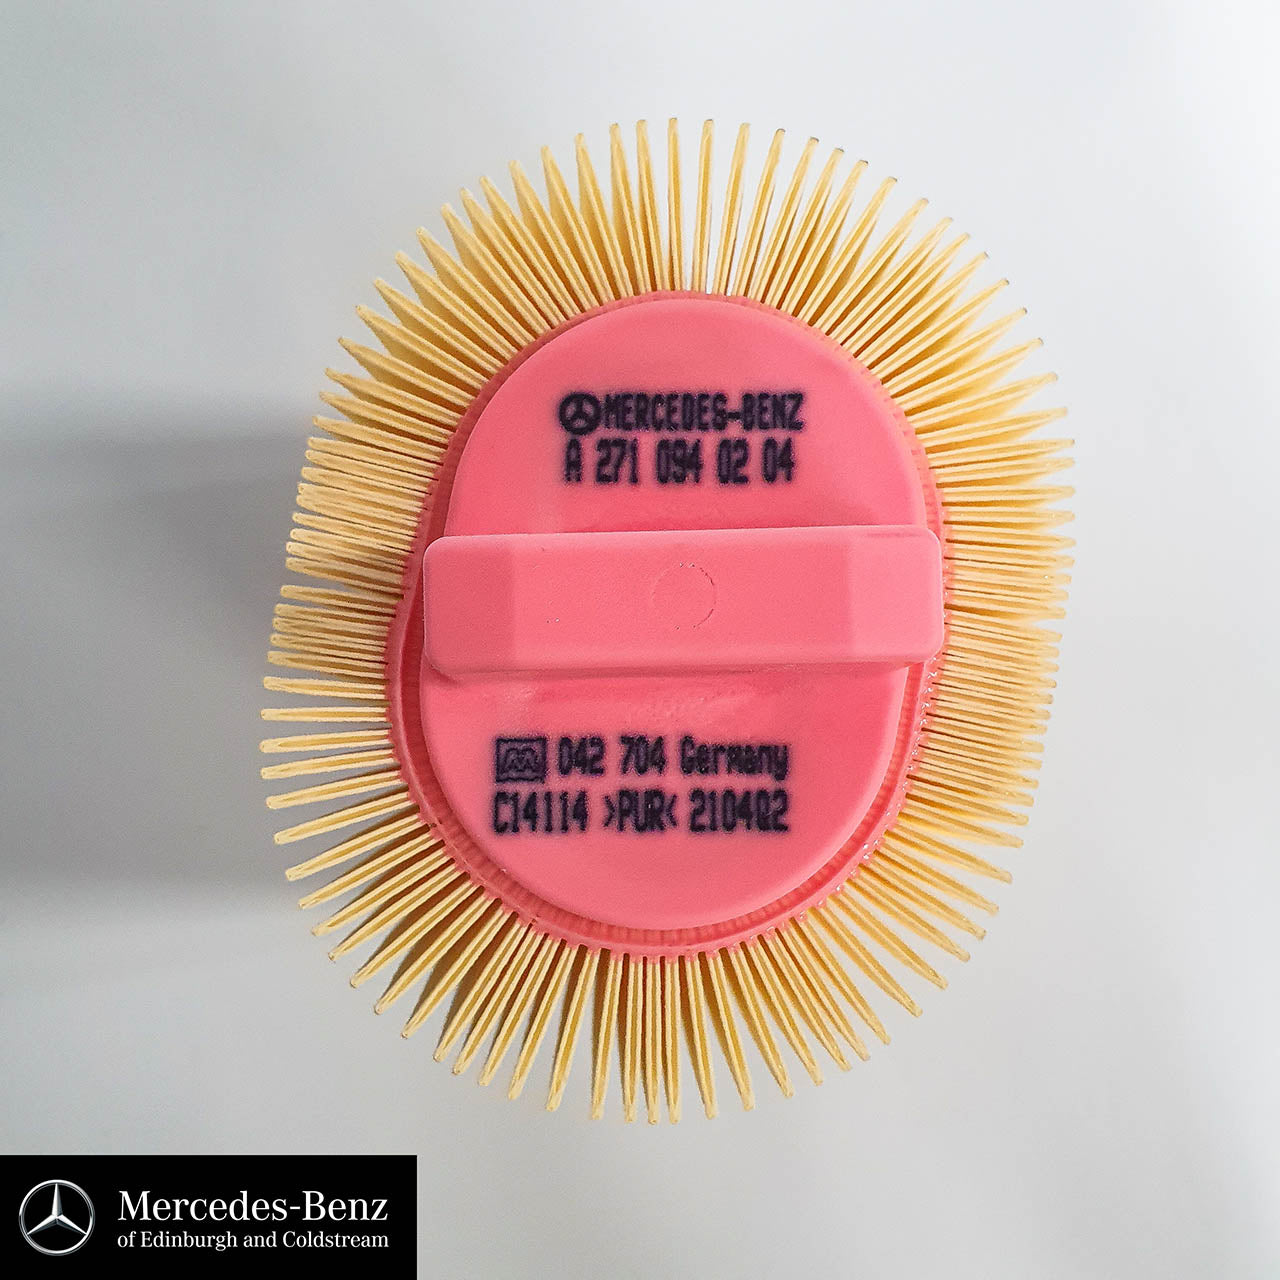 MERCEDES-BENZ
A 271 094 02 04
042 704 Germany
C14114 >PUR< 210402
Mercedes-Benz
of Edinburgh and Coldstream